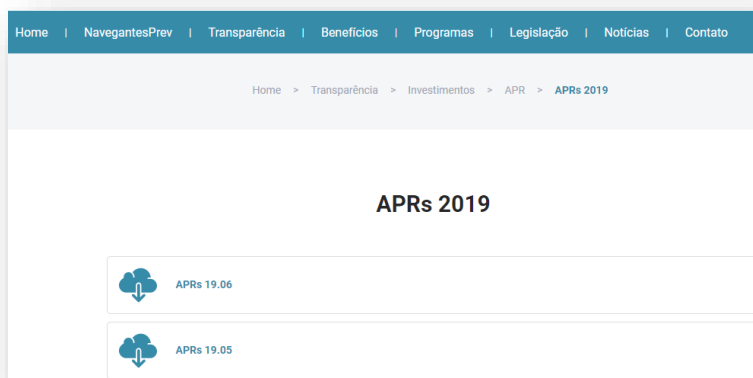 Home | NavegantesPrev | Transparência | Benefícios | Programas | Legislação | Notícias | Contato
Home > Transparência > Investimentos > APR > APRs 2019
APRs 2019
APRs 19.06
APRs 19.05